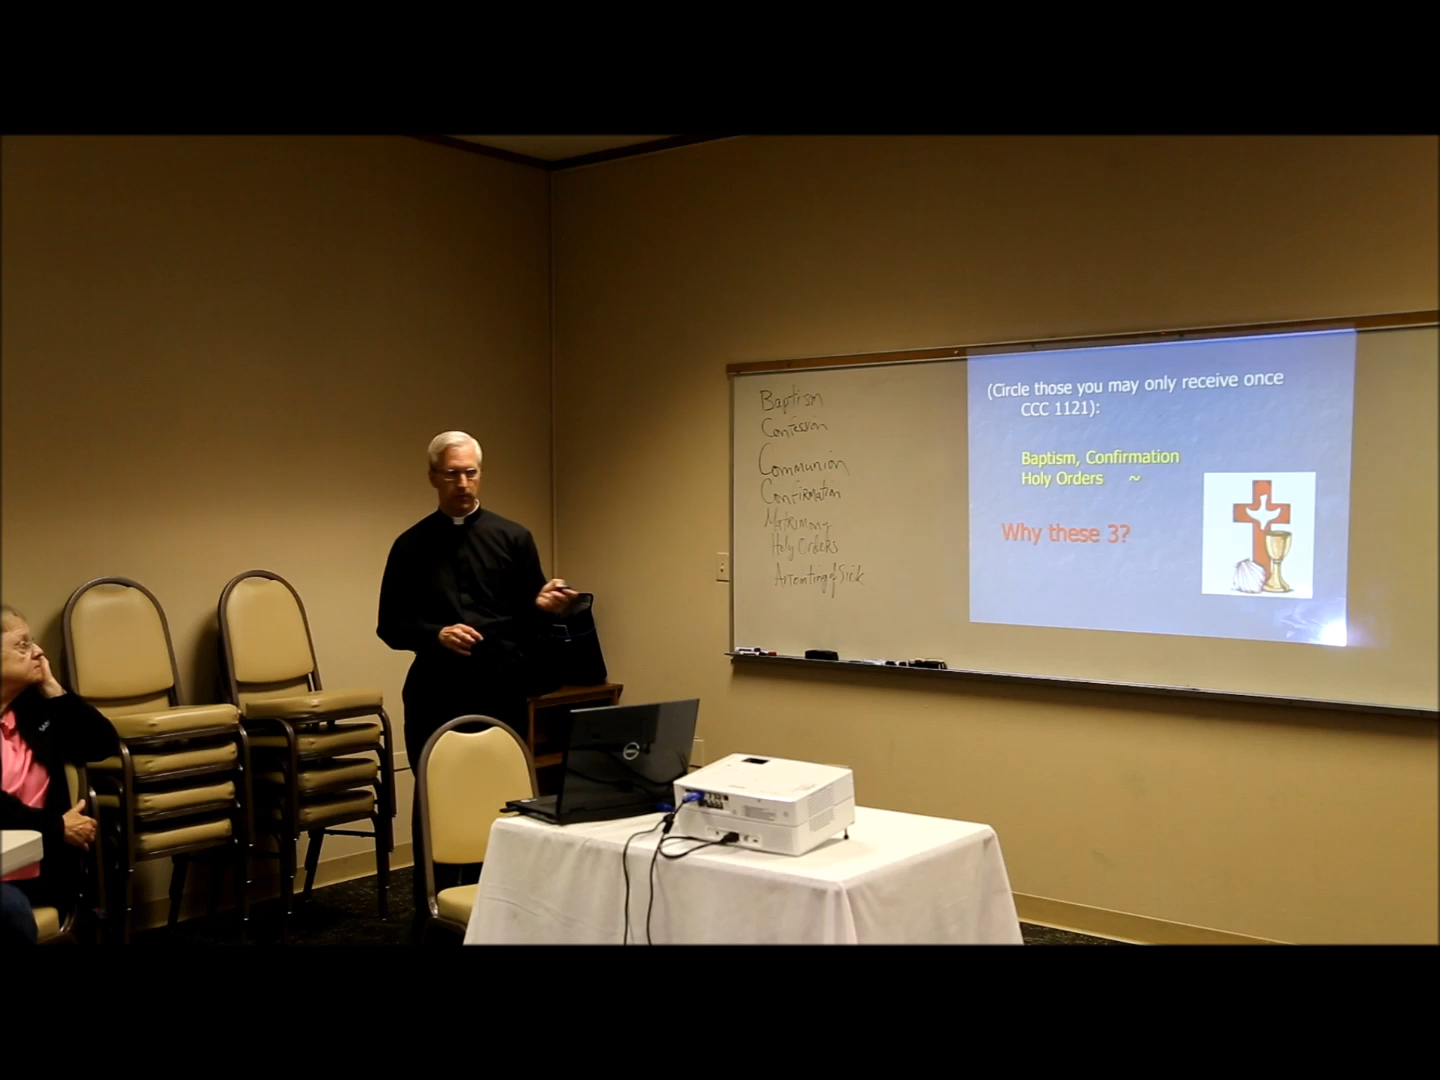 Baptism
Confession
Communion
Confirmation
Matrimony
Holy Orders
Anointing of Sick
(Circle those you may only receive once
CCC 1121):
Baptism, Confirmation
Holy Orders ~
Why these 3?
DELL